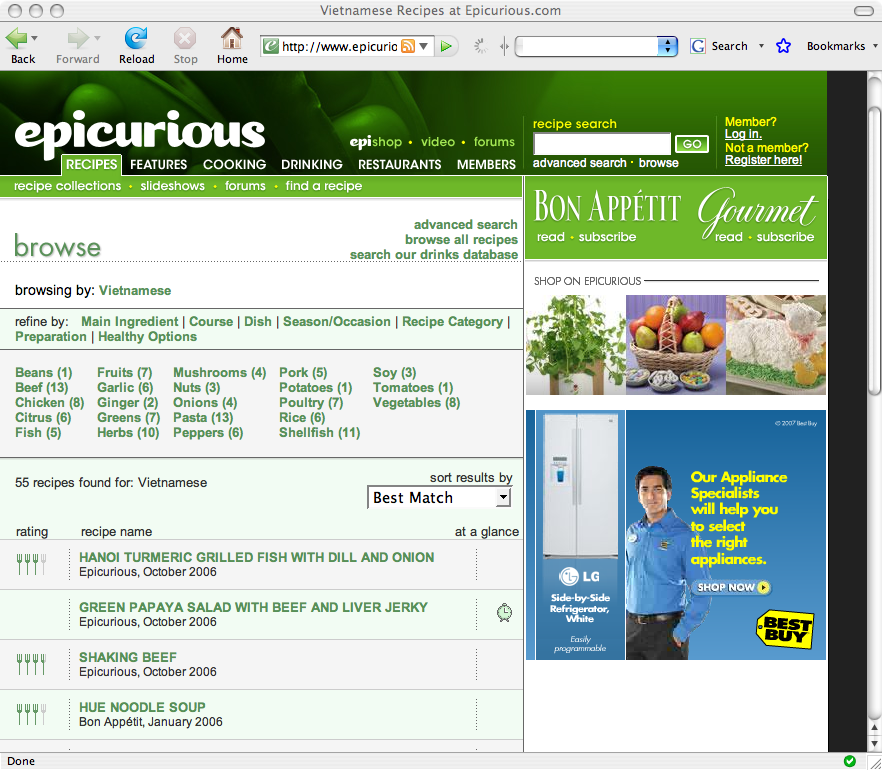 Vietnamese Recipes at Epicurious.com
Back Forward Reload Stop Home http://www.epicuric G Search Bookmarks
epicurious
epishop • video • forums
recipe search
GO
advanced search • browse
Member?
Log in.
Not a member?
Register here!
RECIPES FEATURES COOKING DRINKING RESTAURANTS MEMBERS
recipe collections • slideshows • forums • find a recipe
BON APPÉTIT
read • subscribe
Gourmet
read • subscribe
advanced search
browse all recipes
search our drinks database
browse
browsing by: Vietnamese
refine by: Main Ingredient | Course | Dish | Season/Occasion | Recipe Category |
Preparation | Healthy Options
Beans (1) Fruits (7) Mushrooms (4) Pork (5) Soy (3)
Beef (13) Garlic (6) Nuts (3) Potatoes (1) Tomatoes (1)
Chicken (8) Ginger (2) Onions (4) Poultry (7) Vegetables (8)
Citrus (6) Greens (7) Pasta (13) Rice (6)
Fish (5) Herbs (10) Peppers (6) Shellfish (11)
55 recipes found for: Vietnamese
sort results by
Best Match
rating recipe name at a glance
HANOI TURMERIC GRILLED FISH WITH DILL AND ONION
Epicurious, October 2006
GREEN PAPAYA SALAD WITH BEEF AND LIVER JERKY
Epicurious, October 2006
SHAKING BEEF
Epicurious, October 2006
HUE NOODLE SOUP
Bon Appétit, January 2006
SHOP ON EPICURIOUS
© 2007 Best Buy
LG
Side-by-Side
Refrigerator,
White
Easily
programmable
Our Appliance
Specialists
will help you
to select
the right
appliances.
SHOP NOW
BEST BUY
Done